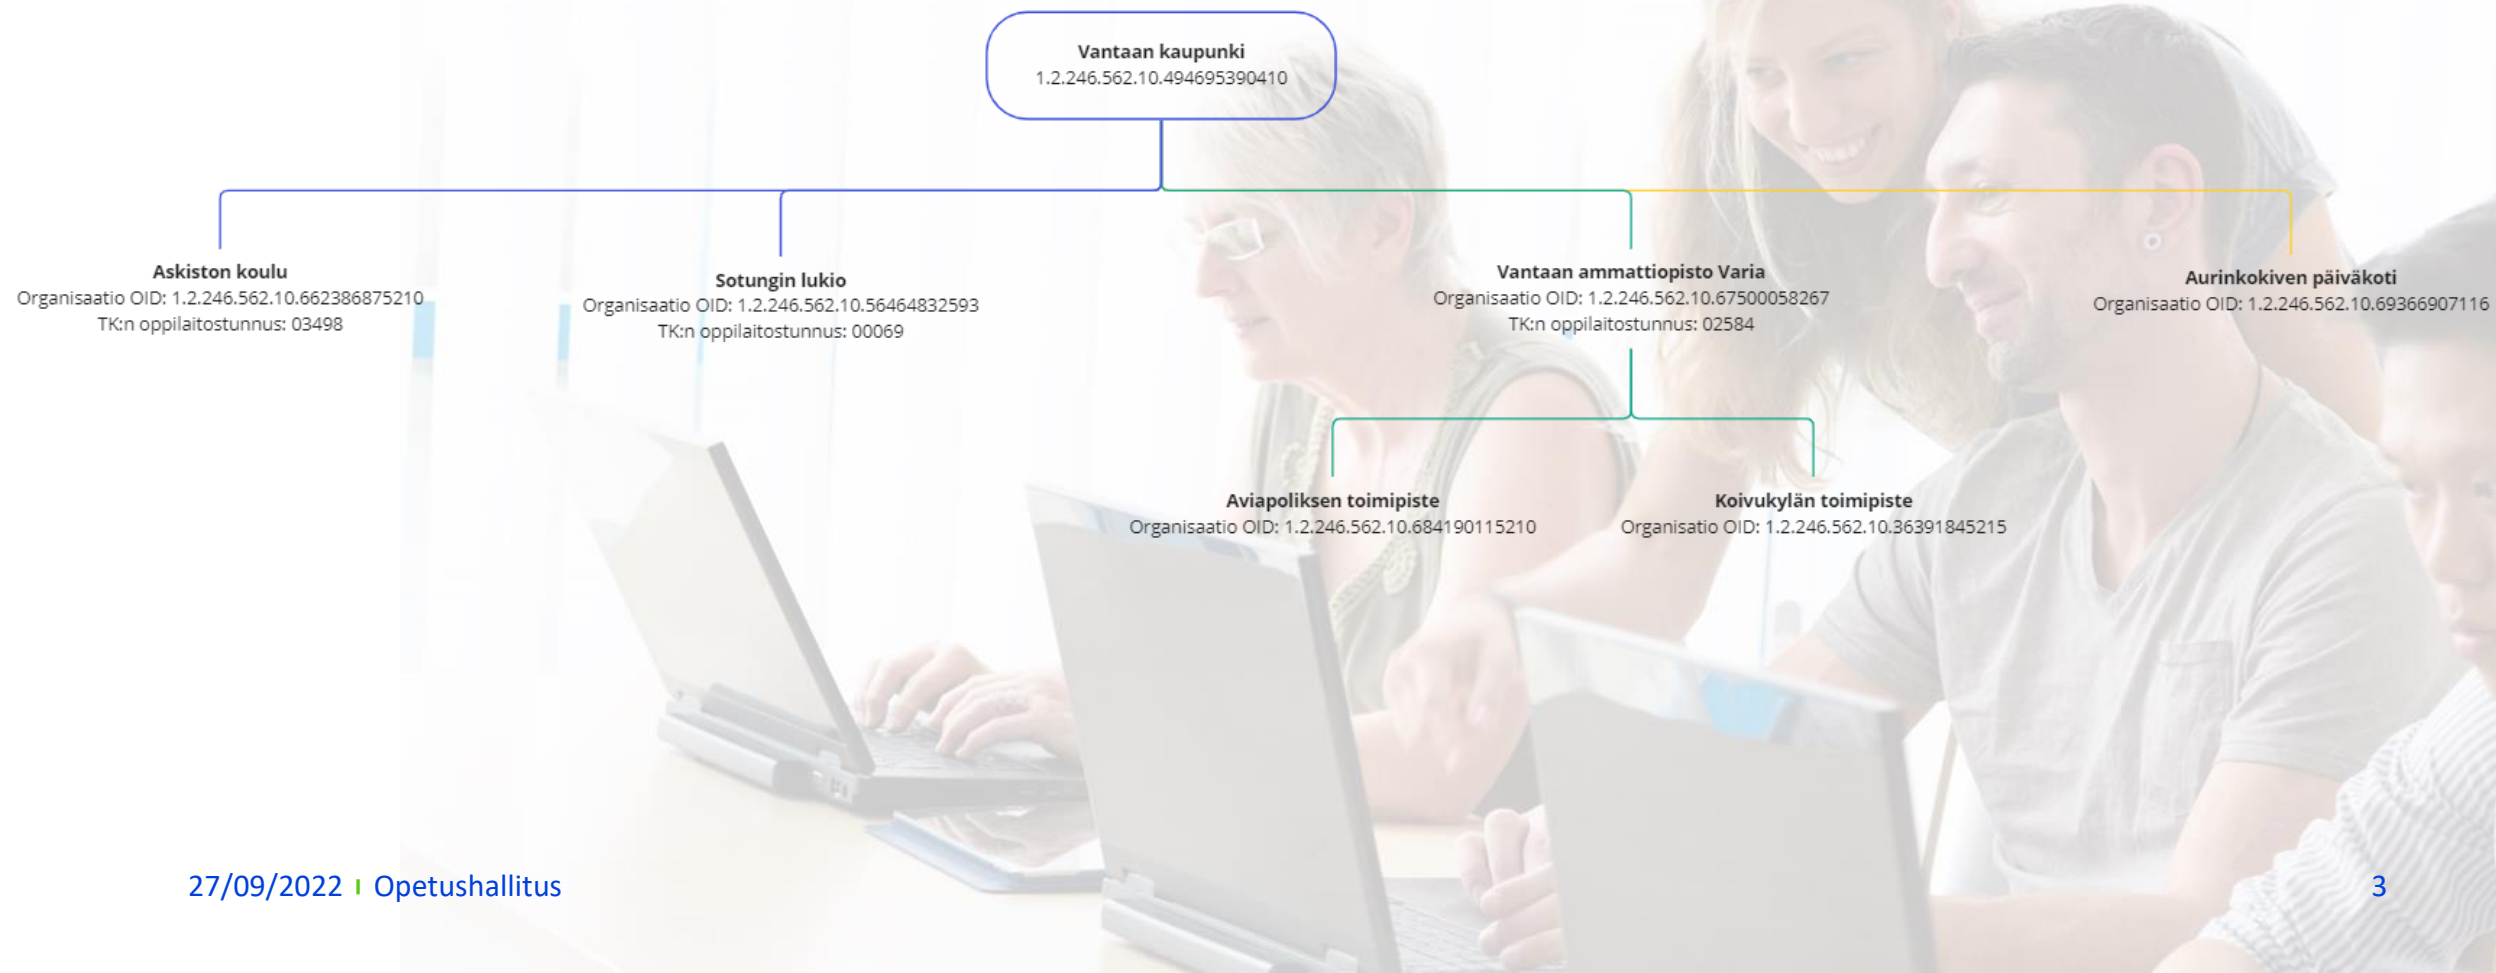 Vantaan kaupunki
1.2.246.562.10.494695390410
Askiston koulu
Organisaatio OID: 1.2.246.562.10.662386875210
TK:n oppilaitostunnus: 03498
Sotungin lukio
Organisaatio OID: 1.2.246.562.10.56464832593
TK:n oppilaitostunnus: 00069
Vantaan ammattiopisto Varia
Organisaatio OID: 1.2.246.562.10.67500058267
TK:n oppilaitostunnus: 02584
Aurinkokiven päiväkoti
Organisaatio OID: 1.2.246.562.10.69366907116
Aviapoliksen toimipiste
Organisaatio OID: 1.2.246.562.10.684190115210
Koivukylän toimipiste
Organisatio OID: 1.2.246.562.10.36391845215
27/09/2022 Opetushallitus
3